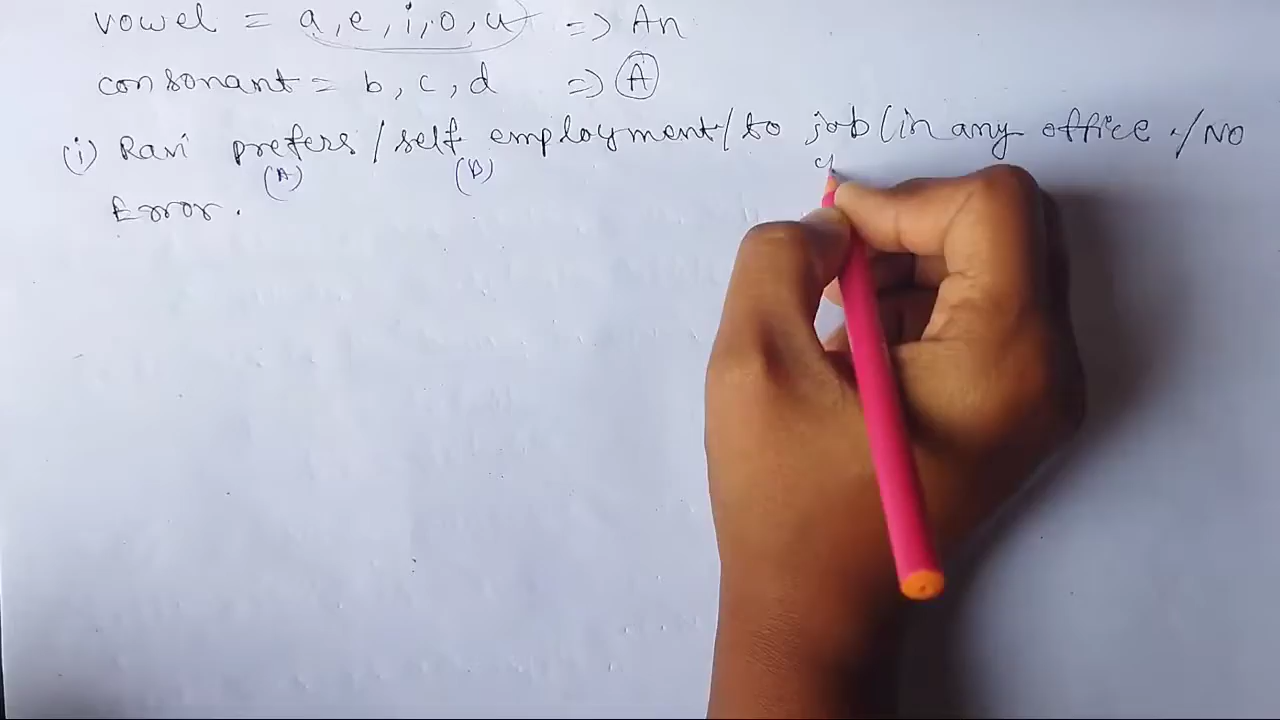 vowel = a, e, i, o, u => An
consonant = b, c, d => A
(i) Ravi prefers / self employment / to job (in any office . / No
(A) (B)
Error .